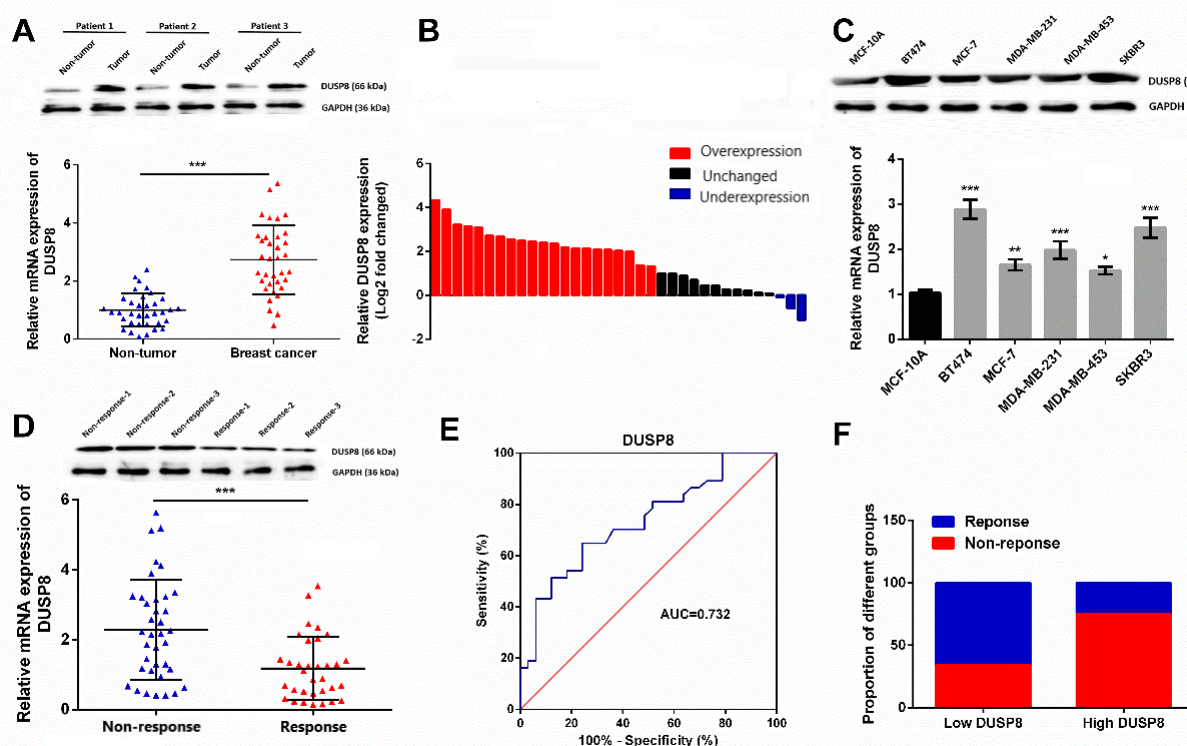 A
Patient 1 Patient 2 Patient 3
Non-tumor Tumor Non-tumor Tumor Non-tumor Tumor
DUSP8 (66 kDa)
GAPDH (36 kDa)
Relative mRNA expression of
DUSP8
6
4
2
0
***
Non-tumor Breast cancer
B
Relative DUSP8 expression
(Log2 fold changed)
6
4
2
0
-2
Overexpression
Unchanged
Underexpression
C
MCF-10A BT474 MCF-7 MDA-MB-231 MDA-MB-453 SKBR3
DUSP8 (
GAPDH
Relative mRNA expression of
DUSP8
4
3
2
1
0
*** ** *** * ***
MCF-10A BT474 MCF-7 MDA-MB-231 MDA-MB-453 SKBR3
D
Non-response-1 Non-response-2 Non-response-3 Response-1 Response-2 Response-3
DUSP8 (66 kDa)
GAPDH (36 kDa)
Relative mRNA expression of
DUSP8
6
4
2
0
***
Non-response Response
E
DUSP8
Sensitivity (%)
100
80
60
40
20
0
AUC=0.732
0 20 40 60 80 100
100% - Specificity (%)
F
Reponse
Non-reponse
Proportion of different groups
150
100
50
0
Low DUSP8 High DUSP8